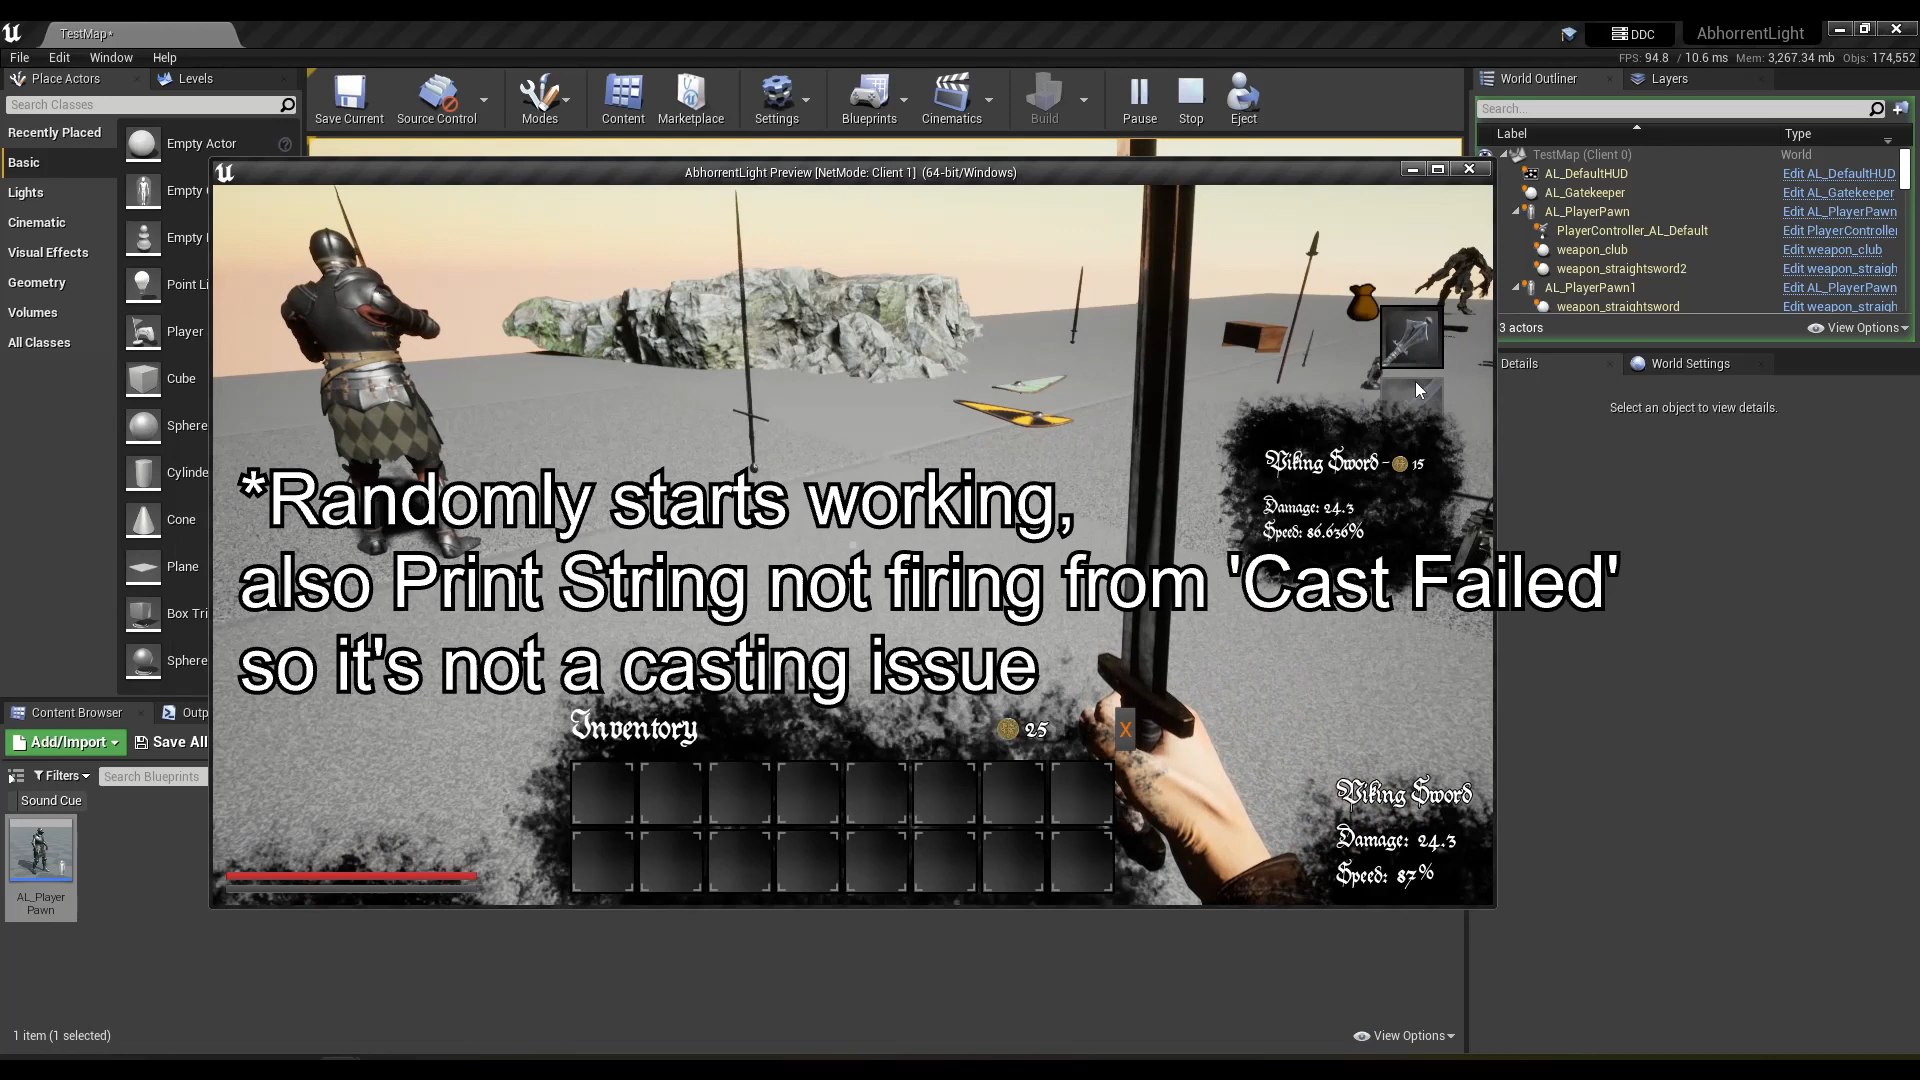 TestMap*
DDC
AbhorrentLight
File Edit Window Help
FPS: 94.8 / 10.6 ms Mem: 3,267.34 mb Objs: 174,552
Place Actors
Levels
Search Classes
Recently Placed
Basic
Lights
Cinematic
Visual Effects
Geometry
Volumes
All Classes
Empty Actor
Empty
Empty
Point Li
Player
Cube
Sphere
Cylinde
Cone
Plane
Box Tri
Sphere
Save Current
Source Control
Modes
Content
Marketplace
Settings
Blueprints
Cinematics
Build
Pause
Stop
Eject
World Outliner
Layers
Search...
Label Type
TestMap (Client 0) World
AL_DefaultHUD Edit AL_DefaultHUD
AL_Gatekeeper Edit AL_Gatekeeper
AL_PlayerPawn Edit AL_PlayerPawn
PlayerController_AL_Default Edit PlayerController
weapon_club Edit weapon_club
weapon_straightsword2 Edit weapon_straigh
AL_PlayerPawn1 Edit AL_PlayerPawn
weapon_straightsword Edit weapon_straigh
3 actors
View Options
Details
World Settings
Select an object to view details.
AbhorrentLight Preview [NetMode: Client 1] (64-bit/Windows)
Viking Sword - 15
Damage: 24.3
Speed: 86.636%
*Randomly starts working,
also Print String not firing from 'Cast Failed'
so it's not a casting issue
Inventory
25
X
Viking Sword
Damage: 24.3
Speed: 87%
Content Browser
Outp
Add/Import
Save All
Filters
Search Blueprints
Sound Cue
AL_Player
Pawn
1 item (1 selected)
View Options